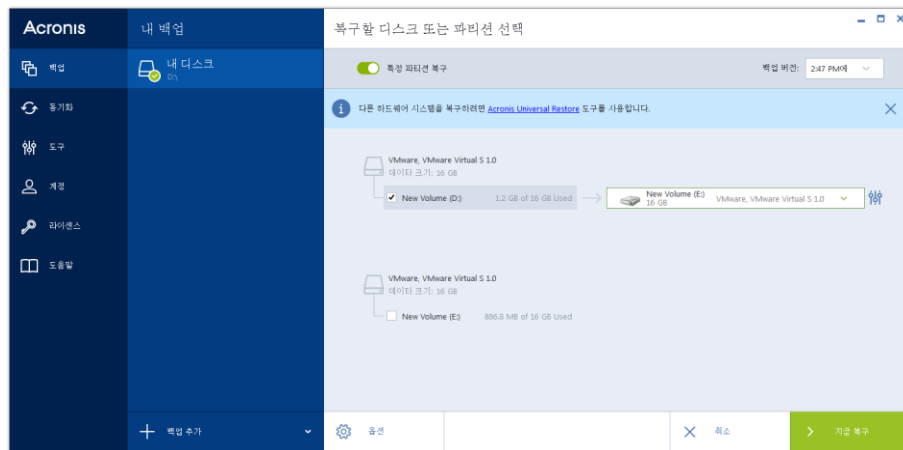 Acronis
백업
동기화
도구
계정
라이센스
도움말
내 백업
내 디스크
D:\
백업 추가
복구할 디스크 또는 파티션 선택
특정 파티션 복구
백업 버전: 2:47 PM에
다른 하드웨어 시스템을 복구하려면 Acronis Universal Restore 도구를 사용합니다.
VMware, VMware Virtual S 1.0
데이터 크기: 16 GB
New Volume (D:) 1.2 GB of 16 GB Used
New Volume (E:) VMware, VMware Virtual S 1.0
16 GB
VMware, VMware Virtual S 1.0
데이터 크기: 16 GB
New Volume (E:) 886.8 MB of 16 GB Used
옵션
취소
지금 복구